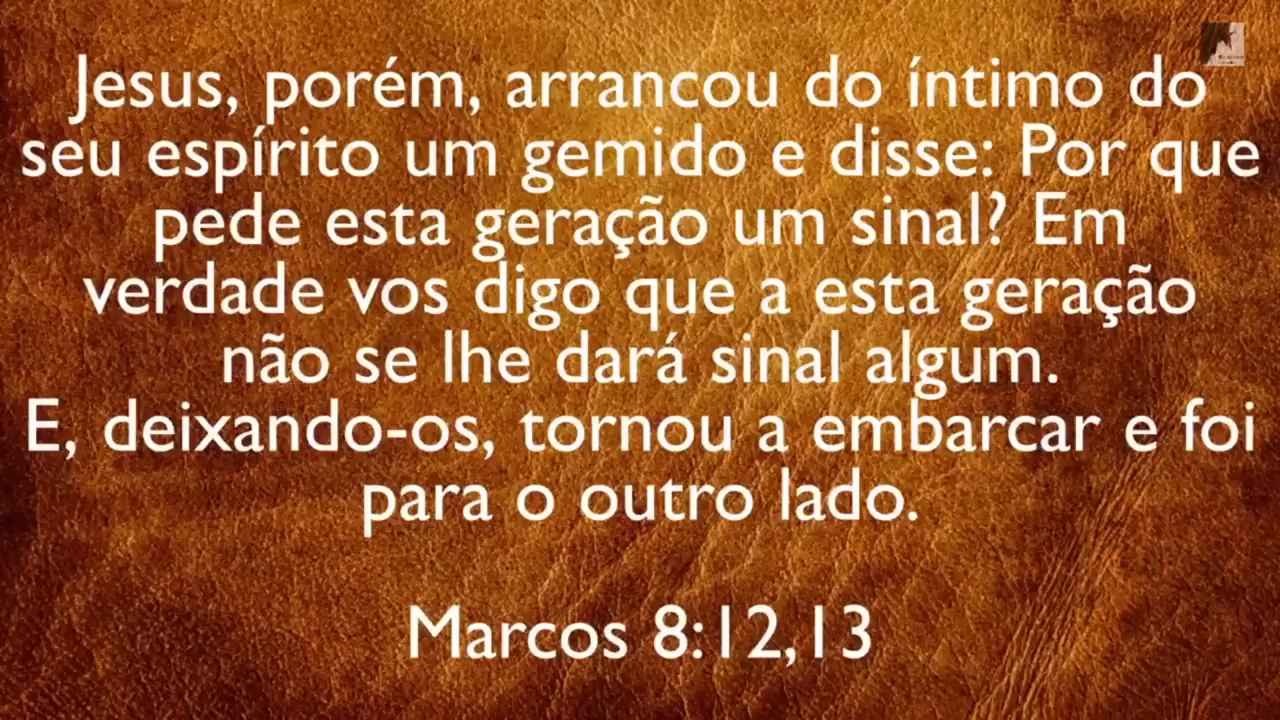 Jesus, porém, arrancou do íntimo do
seu espírito um gemido e disse: Por que
pede esta geração um sinal? Em
verdade vos digo que a esta geração
não se lhe dará sinal algum.
E, deixando-os, tornou a embarcar e foi
para o outro lado.
Marcos 8:12,13